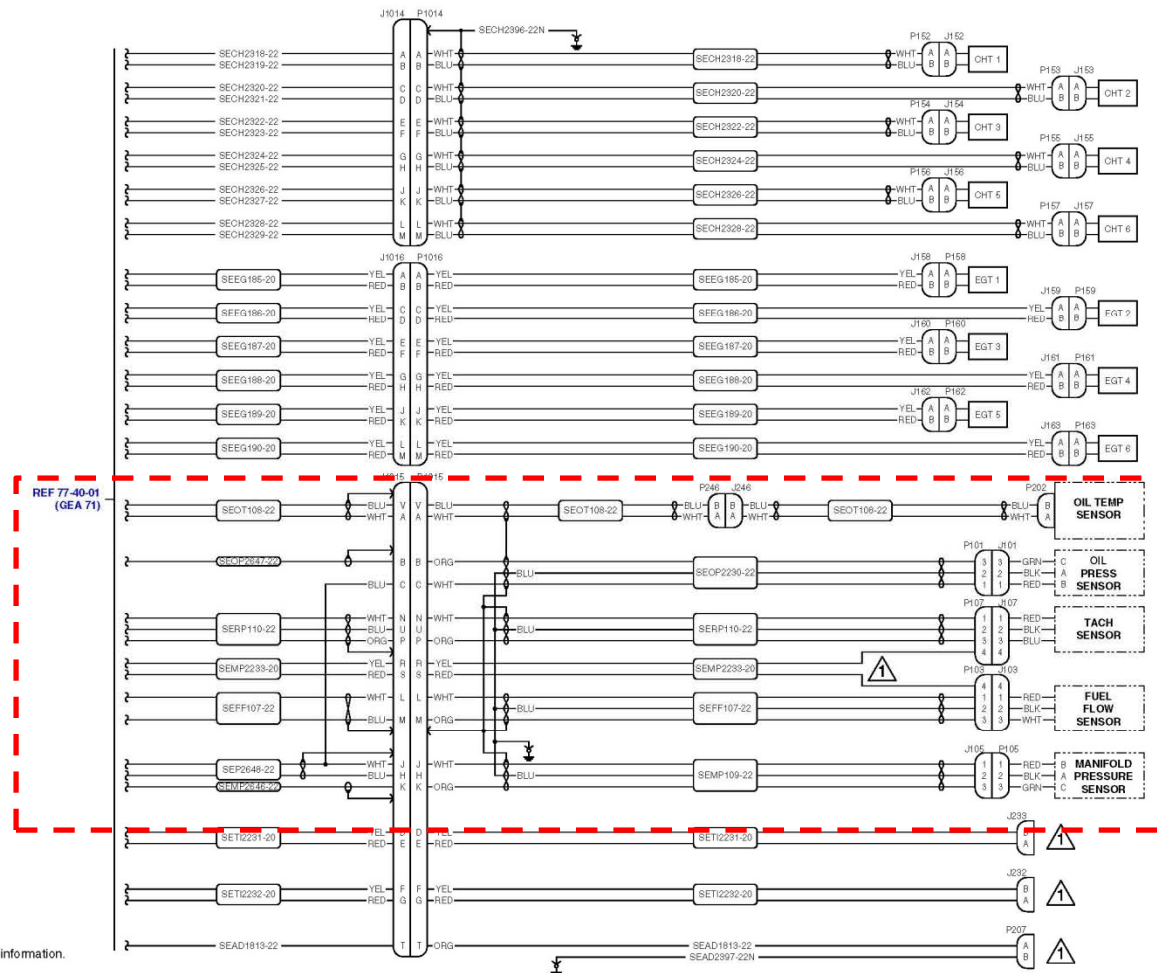 J1014 P1014
SECH2396-22N
SECH2318-22 A A WHT SECH2318-22 WHT A A CHT 1
SECH2319-22 B B BLU BLU B B
P152 J152
SECH2320-22 C C WHT SECH2320-22 WHT A A CHT 2
SECH2321-22 D D BLU BLU B B
P153 J153
SECH2322-22 E E WHT SECH2322-22 WHT A A CHT 3
SECH2323-22 F F BLU BLU B B
P154 J154
SECH2324-22 G G WHT SECH2324-22 WHT A A CHT 4
SECH2325-22 H H BLU BLU B B
P155 J155
SECH2326-22 J J WHT SECH2326-22 WHT A A CHT 5
SECH2327-22 K K BLU BLU B B
P156 J156
SECH2328-22 L L WHT SECH2328-22 WHT A A CHT 6
SECH2329-22 M M BLU BLU B B
P157 J157
J1016 P1016
SEEG185-20 YEL A A YEL SEEG185-20 YEL A A EGT 1
RED B B RED RED B B
J158 P158
SEEG186-20 YEL C C YEL SEEG186-20 YEL A A EGT 2
RED D D RED RED B B
J159 P159
SEEG187-20 YEL E E YEL SEEG187-20 YEL A A EGT 3
RED F F RED RED B B
J160 P160
SEEG188-20 YEL G G YEL SEEG188-20 YEL A A EGT 4
RED H H RED RED B B
J161 P161
SEEG189-20 YEL J J YEL SEEG189-20 YEL A A EGT 5
RED K K RED RED B B
J162 P162
SEEG190-20 YEL L L YEL SEEG190-20 YEL A A EGT 6
RED M M RED RED B B
J163 P163
REF 77-40-01
(GEA 71)
J1015 P1015
P246 J246
P202
SEOT108-22 BLU V V BLU SEOT108-22 BLU B B BLU SEOT108-22 BLU B
WHT A A WHT WHT A A WHT WHT A
OIL TEMP
SENSOR
P101 J101
SEOP2647-22 B B ORG SEOP2230-22 3 3 GRN C
BLU 2 2 BLK A
BLU C C WHT 1 1 RED B
OIL
PRESS
SENSOR
P107 J107
SERP110-22 WHT N N WHT SERP110-22 1 1 RED
BLU U U BLU 2 2 BLK
ORG P P ORG 3 3 BLU
4 4
TACH
SENSOR
SEMP2233-20 YEL R R YEL SEMP2233-20 1
RED S S RED
P103 J103
4 4
SEFF107-22 WHT L L WHT SEFF107-22 1 1 RED
BLU 2 2 BLK
BLU M M ORG 3 3 WHT
FUEL
FLOW
SENSOR
J105 P105
SEP2648-22 WHT J J WHT SEMP109-22 1 1 RED B
BLU H H BLU 2 2 BLK A
SEMP2646-22 K K ORG 3 3 GRN C
MANIFOLD
PRESSURE
SENSOR
J233
SETI2231-20 YEL D D YEL SETI2231-20 B 1
RED E E RED A
J232
SETI2232-20 YEL F F YEL SETI2232-20 B 1
RED G G RED A
P207
SEAD1813-22 T T ORG SEAD1813-22 A 1
SEAD2397-22N B
information.